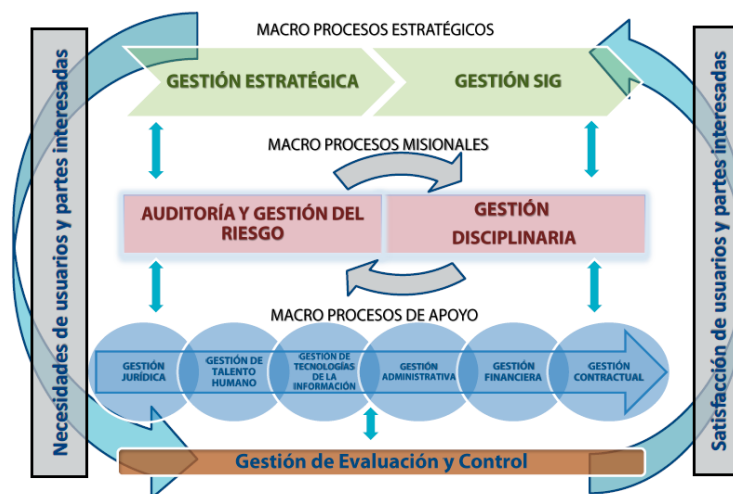 MACRO PROCESOS ESTRATÉGICOS
Necesidades de usuarios y partes interesadas
GESTIÓN ESTRATÉGICA
GESTIÓN SIG
Satisfacción de usuarios y partes interesadas
MACRO PROCESOS MISIONALES
AUDITORÍA Y GESTIÓN DEL
RIESGO
GESTIÓN
DISCIPLINARIA
MACRO PROCESOS DE APOYO
GESTIÓN
JURÍDICA
GESTIÓN DE
TALENTO
HUMANO
GESTIÓN DE
TECNOLOGÍAS
DE LA
INFORMACIÓN
GESTIÓN
ADMINISTRATIVA
GESTIÓN
FINANCIERA
GESTIÓN
CONTRACTUAL
Gestión de Evaluación y Control